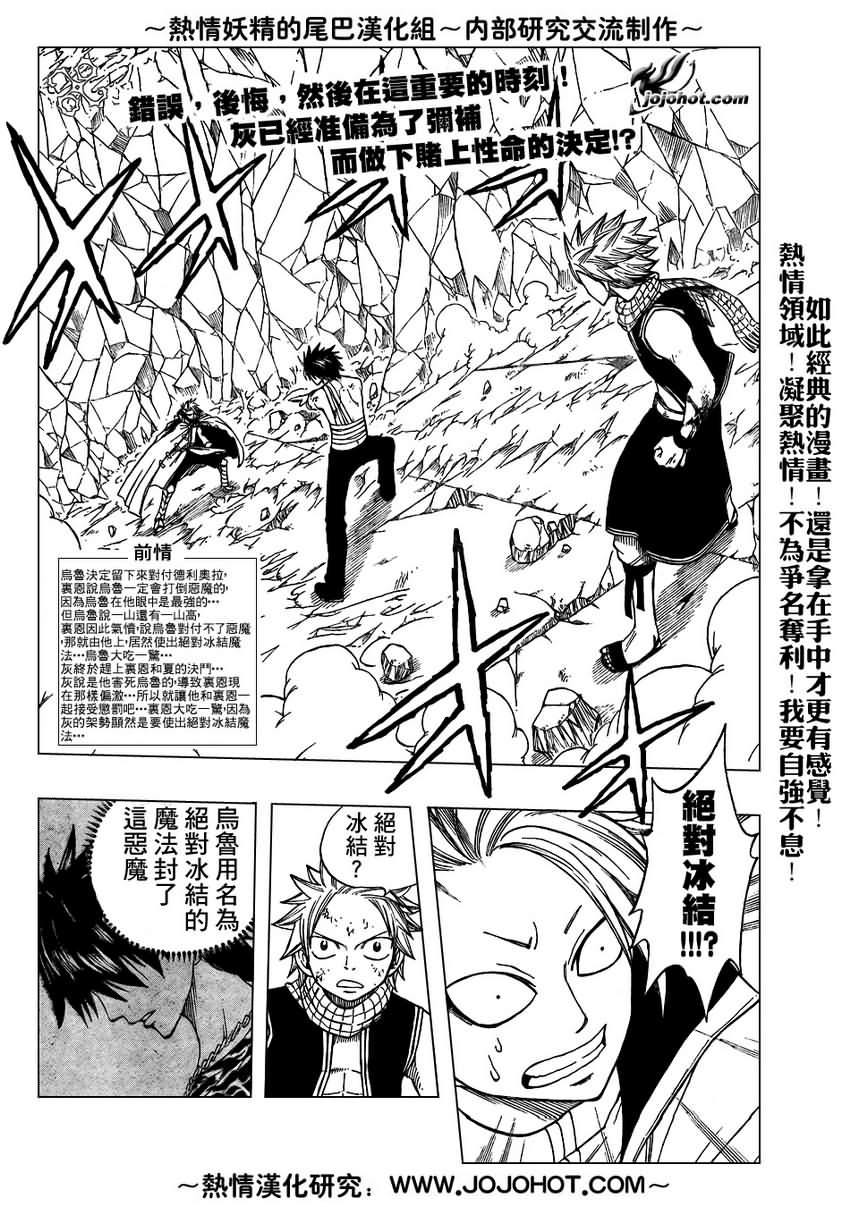 ～熱情妖精的尾巴漢化組～内部研究交流制作～
錯誤，後悔，然後在這重要的時刻！
灰已經准備為了彌補
而做下賭上性命的決定!?
jojohot.com
如此經典的漫畫！還是拿在手中才更有感覺！
熱情領域！凝聚熱情！不為爭名奪利！我要自強不息！
前情
烏魯決定留下來對付德利奧拉,
裏恩說烏魯一定會打倒惡魔的,
因為烏魯在他眼中是最強的…
但烏魯說一山還有一山高,
裏恩因此氣憤,說烏魯對付不了惡魔
,那就由他上,居然使出絕對冰結魔
法…烏魯大吃一驚…
灰終於趕上裏恩和夏的決鬥…
灰說是他害死烏魯的,導致裏恩現
在那樣偏激…所以就讓他和裏恩一
起接受懲罰吧…裏恩大吃一驚,因為
灰的架勢顯然是要使出絕對冰結魔
法…
絕對冰結!!!?
絕對
冰結?
烏魯用名為
絕對冰結的
魔法封了
這惡魔
～熱情漢化研究：WWW.JOJOHOT.COM～